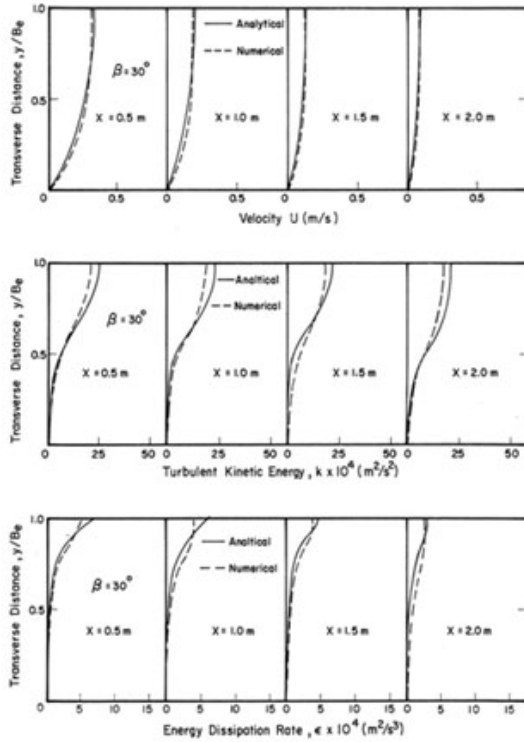 Transverse Distance, y/Be
1.0
0.5
0
β = 30°
Analytical
Numerical
X = 0.5 m
X = 1.0 m
X = 1.5 m
X = 2.0 m
0.5 0 0.5 0 0.5 0 0.5
Velocity U (m/s)
Transverse Distance, y/Be
1.0
0.5
0
β = 30°
Analtical
Numerical
X = 0.5 m
X = 1.0 m
X = 1.5 m
X = 2.0 m
25 50 0 25 50 0 25 50 0 25 50
Turbulent Kinetic Energy, k x 10⁴ (m²/s²)
Transverse Distance, y/Be
1.0
0.5
β = 30°
Analtical
Numerical
X = 0.5 m
X = 1.0 m
X = 1.5 m
X = 2.0 m
0 5 10 15 0 5 10 15 0 5 10 15 0 5 10 15
Energy Dissipation Rate, ϵ x 10⁴ (m²/s³)